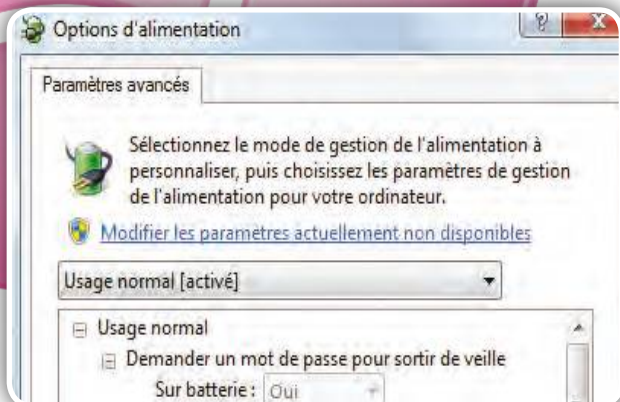 Options d'alimentation
Paramètres avancés
Sélectionnez le mode de gestion de l'alimentation à
personnaliser, puis choisissez les paramètres de gestion
de l'alimentation pour votre ordinateur.
Modifier les paramètres actuellement non disponibles
Usage normal [activé]
Usage normal
Demander un mot de passe pour sortir de veille
Sur batterie : Oui